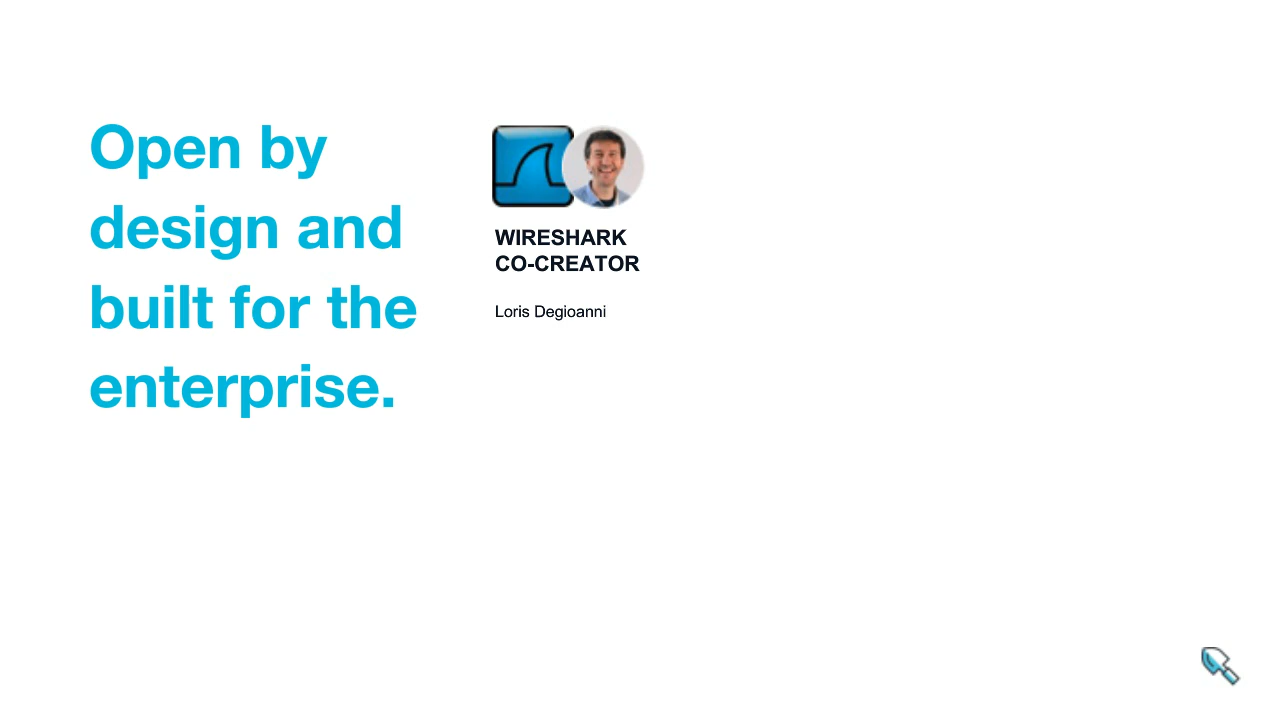 Open by
design and
built for the
enterprise.
WIRESHARK
CO-CREATOR
Loris Degioanni